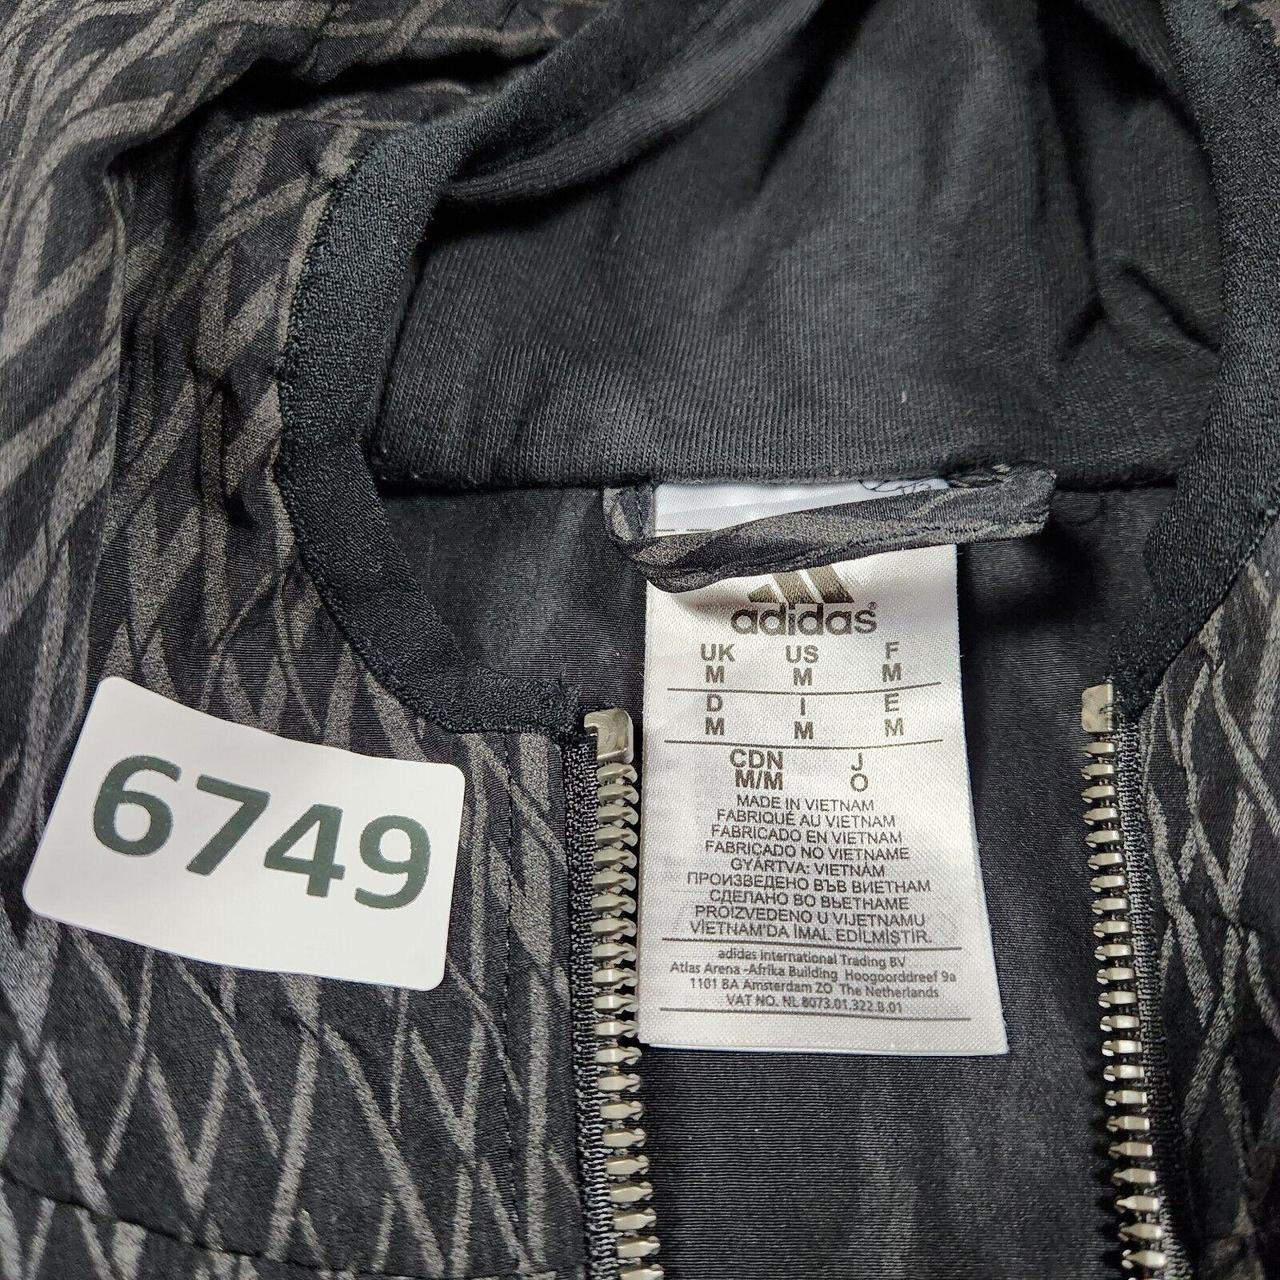 adidas®
UK US F
M M M
D I E
M M M
CDN J
M/M O
MADE IN VIETNAM
FABRIQUÉ AU VIETNAM
FABRICADO EN VIETNAM
FABRICADO NO VIETNAME
GYÁRTVA: VIETNÁM
ПРОИЗВЕДЕНО ВЪВ ВИЕТНАМ
СДЕЛАНО ВО ВЬЕТНАМЕ
PROIZVEDENO U VIJETNAMU
VİETNAM'DA İMAL EDİLMİŞTİR.
adidas International Trading BV
Atlas Arena -Afrika Building Hoogoorddreef 9a
1101 BA Amsterdam ZO The Netherlands
VAT NO. NL 8073.01.322.B.01
6749